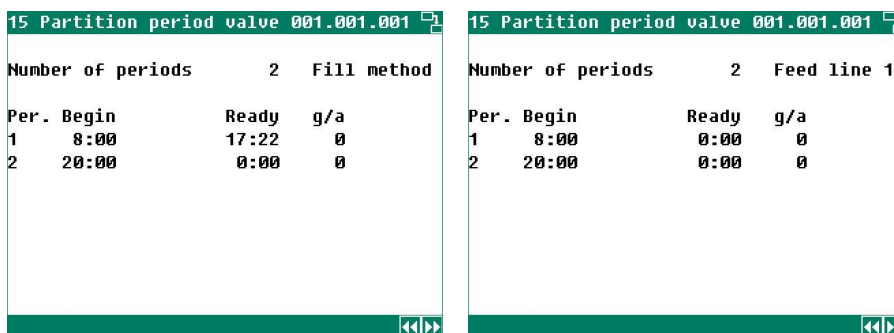 15 Partition period valve 001.001.001
Number of periods 2 Fill method
Per. Begin Ready g/a
1 8:00 17:22 0
2 20:00 0:00 0
15 Partition period valve 001.001.001
Number of periods 2 Feed line 1
Per. Begin Ready g/a
1 8:00 0:00 0
2 20:00 0:00 0